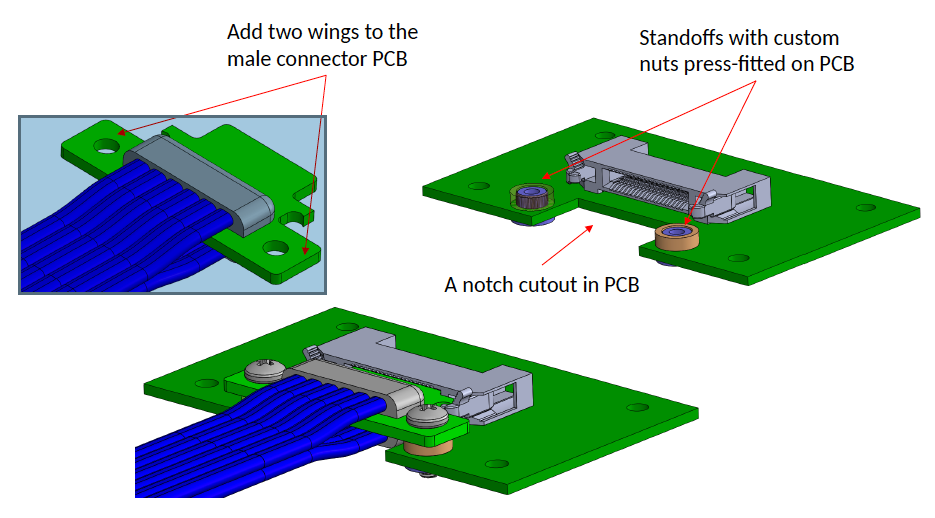 Add two wings to the
male connector PCB
Standoffs with custom
nuts press-fitted on PCB
A notch cutout in PCB